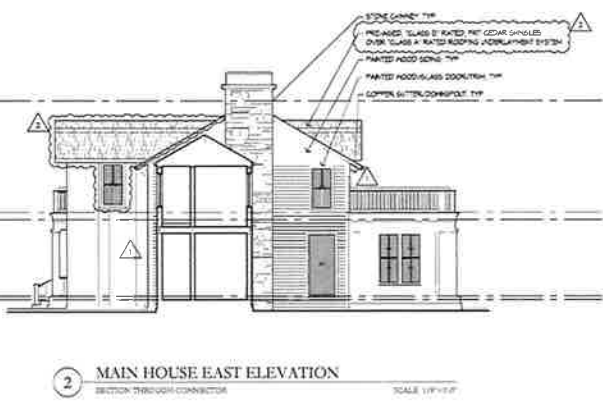 STONE CHIMNEY TYP
2
PRE-AGED, "CLASS B" RATED, FRT CEDAR SHINGLES
OVER "CLASS A" RATED ROOFING UNDERLAYMENT SYSTEM
PAINTED WOOD SIDING TYP
PAINTED WOOD/GLASS DOOR/TRIM, TYP
COPPER GUTTER/DOWNSPOUT, TYP
2
1
2 MAIN HOUSE EAST ELEVATION
SECTION THROUGH CONNECTOR
SCALE